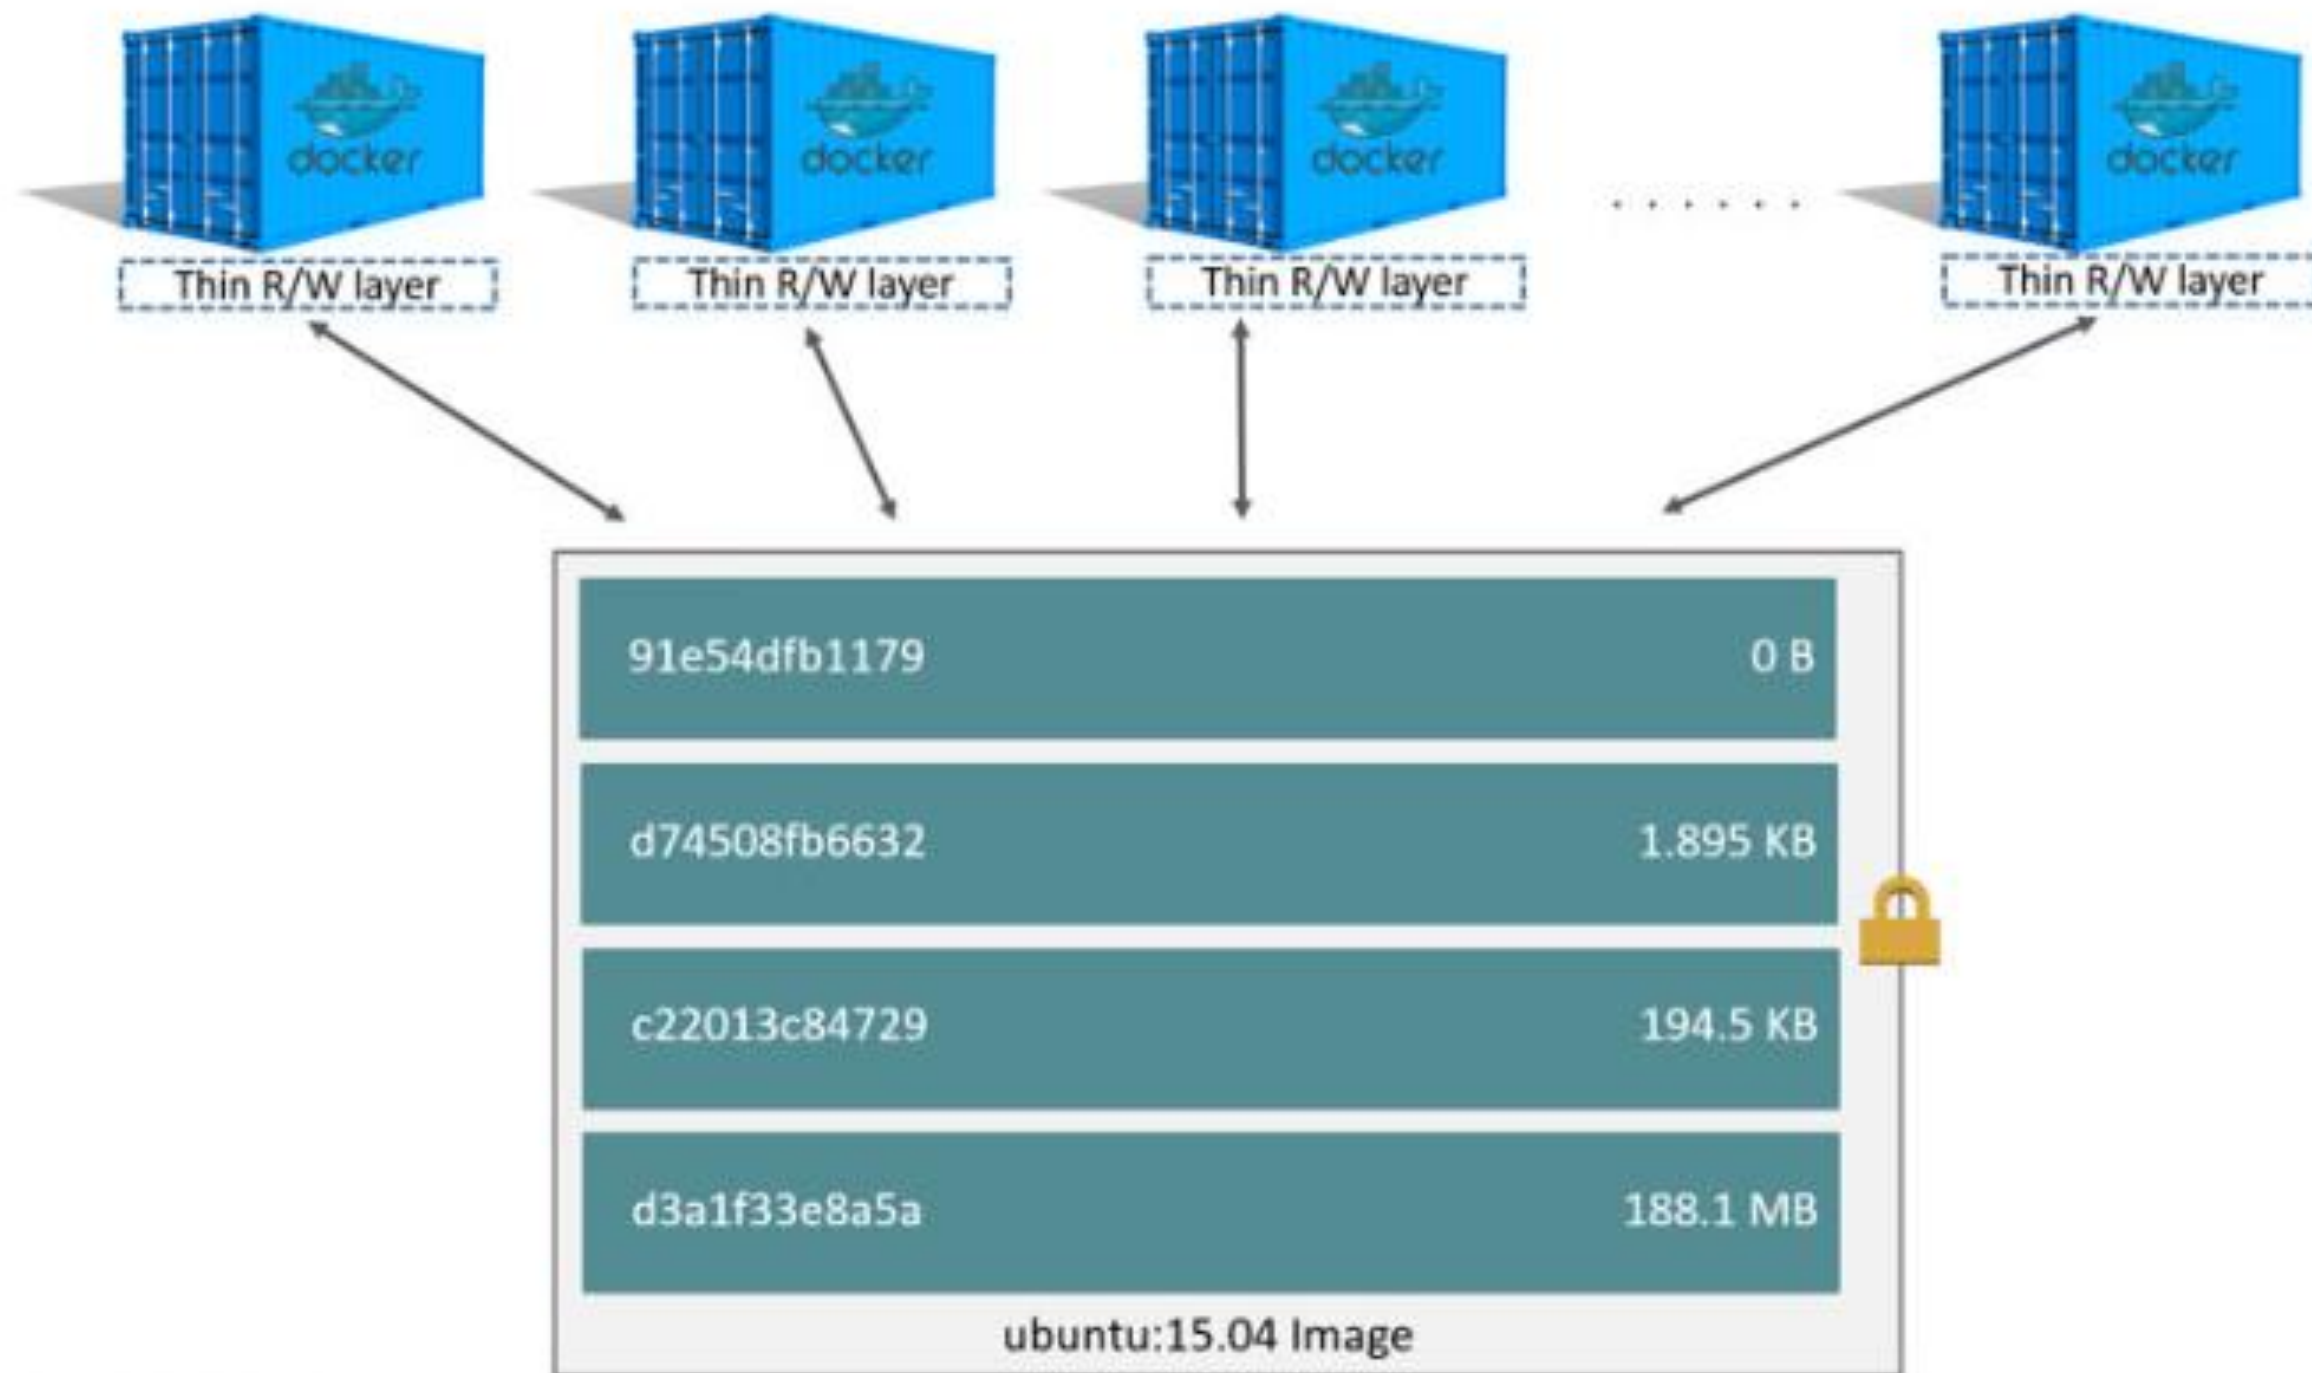 docker
docker
docker
docker
Thin R/W layer
Thin R/W layer
Thin R/W layer
......
Thin R/W layer
91e54dfb1179 0 B
d74508fb6632 1.895 KB
c22013c84729 194.5 KB
d3a1f33e8a5a 188.1 MB
ubuntu:15.04 Image